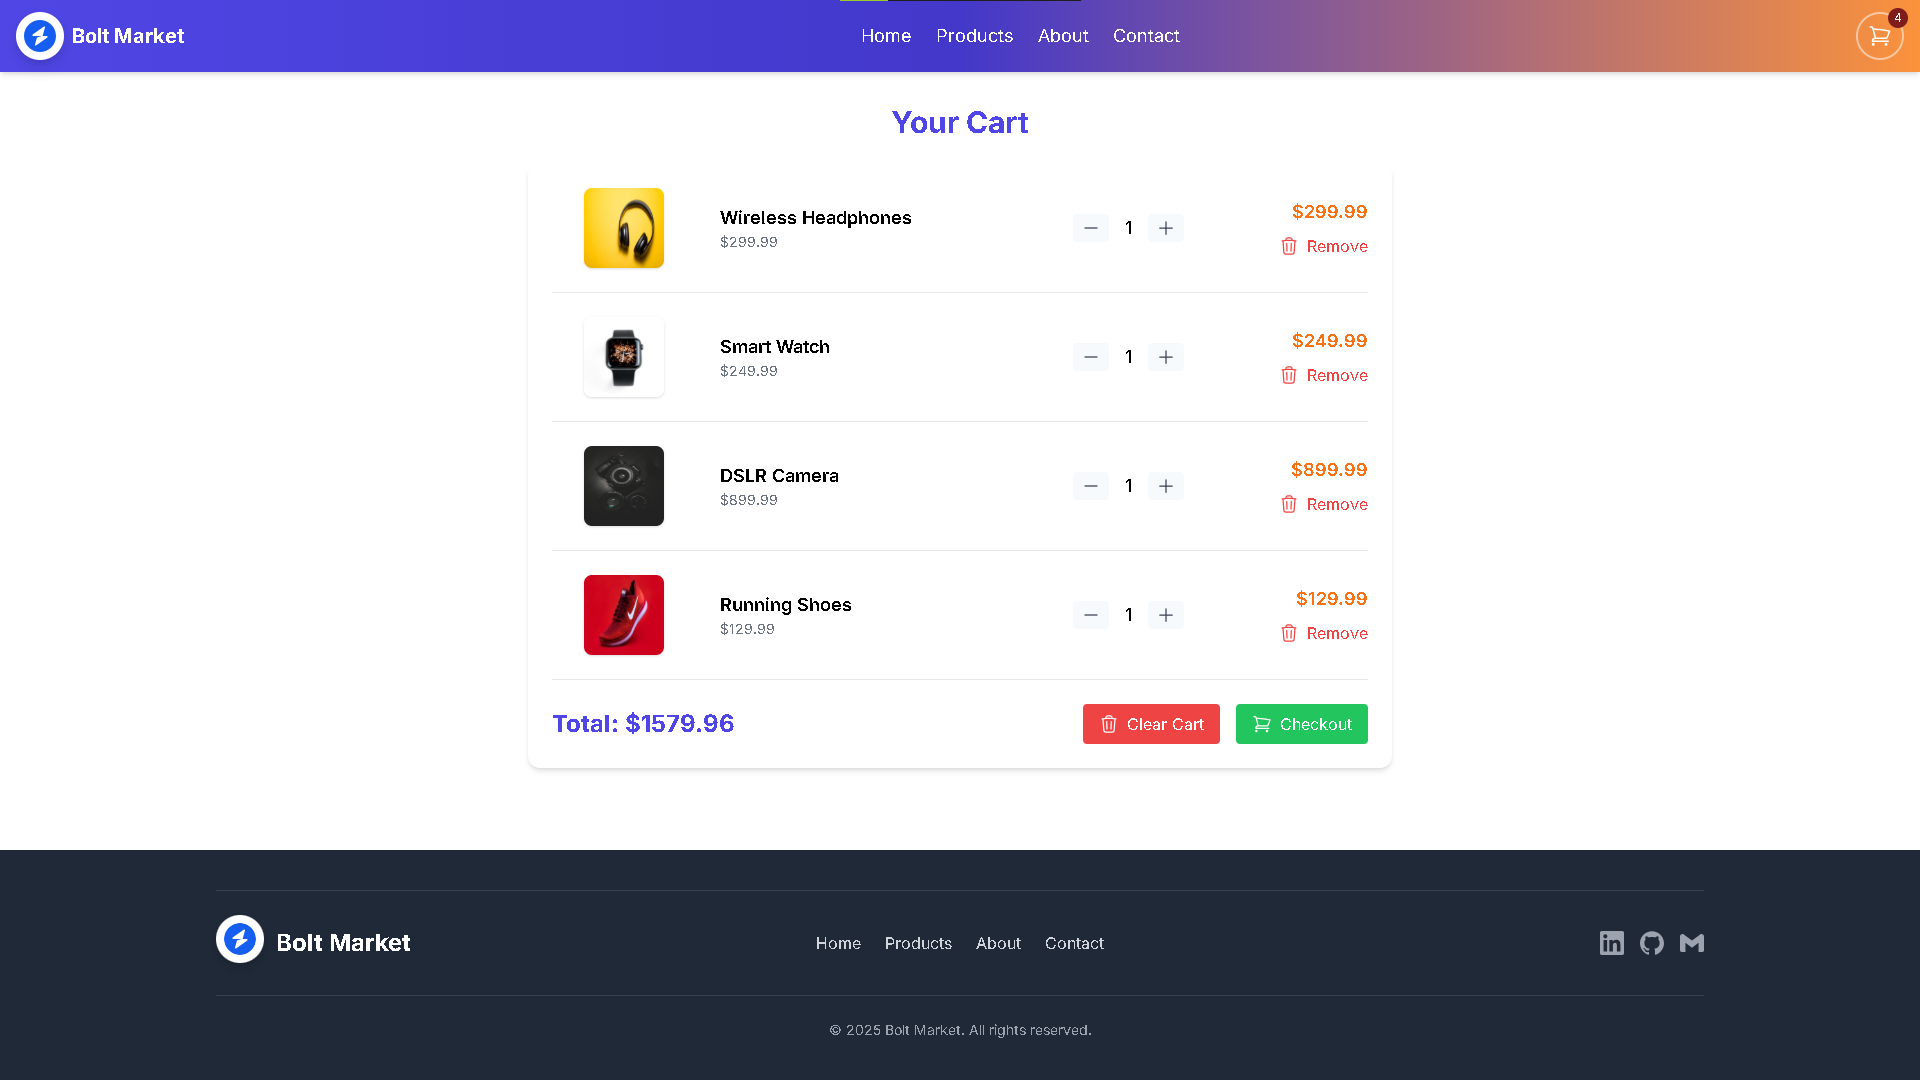 Bolt Market
Home Products About Contact
4
Your Cart
Wireless Headphones
$299.99
1
$299.99
Remove
Smart Watch
$249.99
1
$249.99
Remove
DSLR Camera
$899.99
1
$899.99
Remove
Running Shoes
$129.99
1
$129.99
Remove
Total: $1579.96
Clear Cart
Checkout
Bolt Market
Home Products About Contact
© 2025 Bolt Market. All rights reserved.